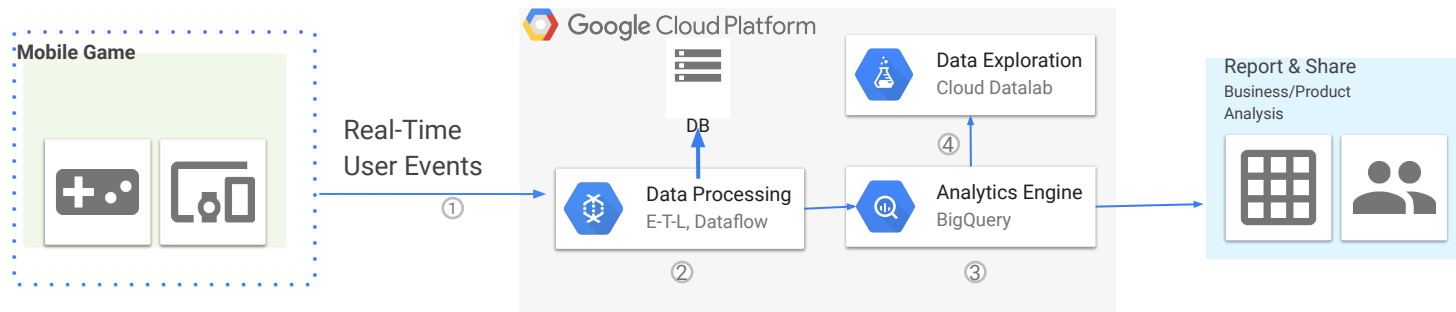 Mobile Game
Real-Time
User Events
①
Google Cloud Platform
DB
Data Processing
E-T-L, Dataflow
②
Data Exploration
Cloud Datalab
④
Analytics Engine
BigQuery
③
Report & Share
Business/Product
Analysis